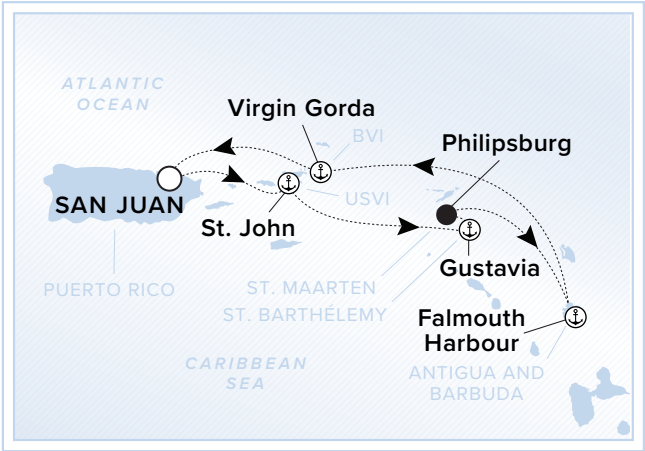 ATLANTIC
OCEAN
Virgin Gorda
BVI
Philipsburg
SAN JUAN
USVI
St. John
Gustavia
PUERTO RICO
ST. MAARTEN
ST. BARTHÉLEMY
Falmouth
Harbour
CARIBBEAN
SEA
ANTIGUA AND
BARBUDA